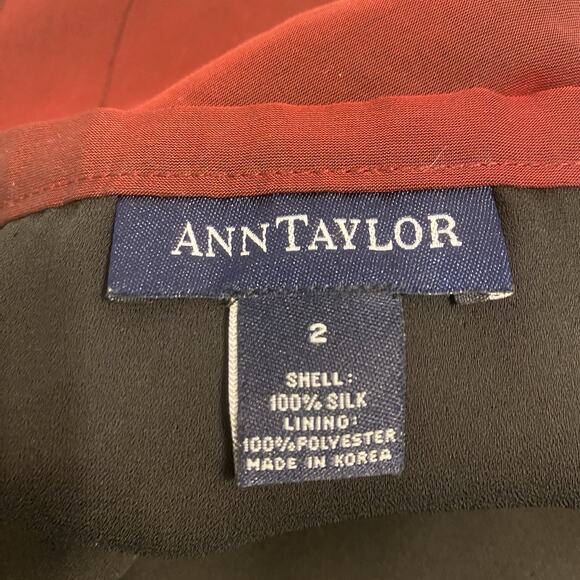 ANNTAYLOR
2
SHELL:
100% SILK
LINING:
100% POLYESTER
MADE IN KOREA